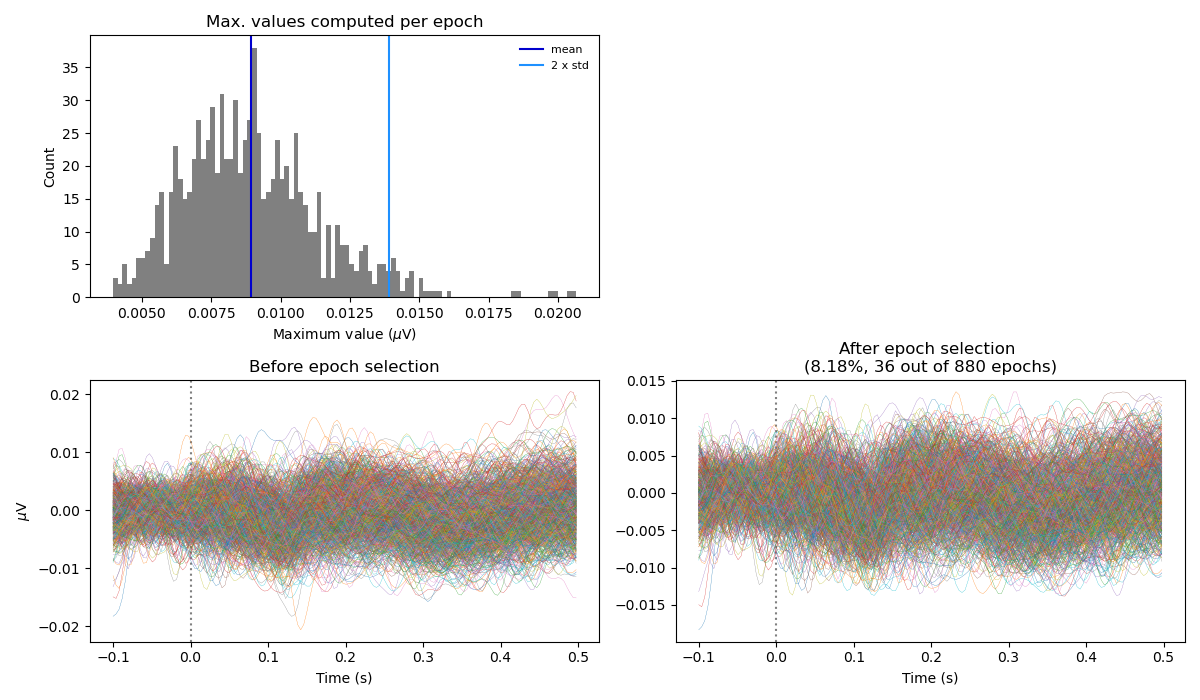 Max. values computed per epoch
mean
2 x std
35
30
25
20
15
10
5
0
Count
0.0050 0.0075 0.0100 0.0125 0.0150 0.0175 0.0200
Maximum value (μV)
Before epoch selection
0.02
0.01
0.00
−0.01
−0.02
μV
−0.1 0.0 0.1 0.2 0.3 0.4 0.5
Time (s)
After epoch selection
(8.18%, 36 out of 880 epochs)
0.015
0.010
0.005
0.000
−0.005
−0.010
−0.015
−0.1 0.0 0.1 0.2 0.3 0.4 0.5
Time (s)